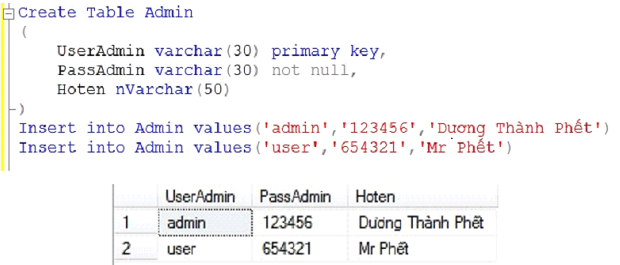 Create Table Admin
(
UserAdmin varchar(30) primary key,
PassAdmin varchar(30) not null,
Hoten nVarchar(50)
)
Insert into Admin values('admin','123456','Dương Thành Phết')
Insert into Admin values('user','654321','Mr Phết')
UserAdmin PassAdmin Hoten
1 admin 123456 Dương Thành Phết
2 user 654321 Mr Phết